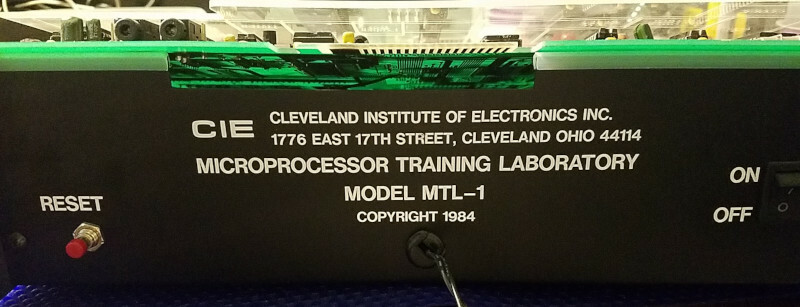 CIE CLEVELAND INSTITUTE OF ELECTRONICS INC.
1776 EAST 17TH STREET, CLEVELAND OHIO 44114
MICROPROCESSOR TRAINING LABORATORY
MODEL MTL-1
COPYRIGHT 1984
RESET
ON
OFF